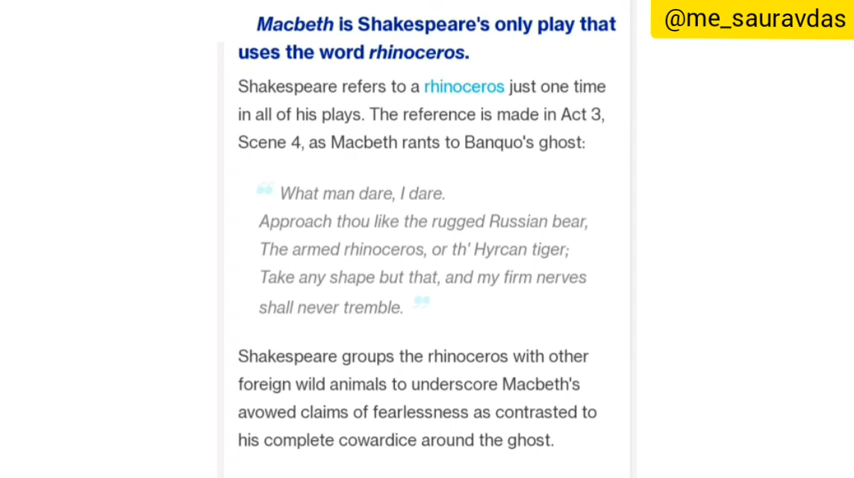 @me_sauravdas
Macbeth is Shakespeare's only play that
uses the word rhinoceros.
Shakespeare refers to a rhinoceros just one time
in all of his plays. The reference is made in Act 3,
Scene 4, as Macbeth rants to Banquo's ghost:
“ What man dare, I dare.
Approach thou like the rugged Russian bear,
The armed rhinoceros, or th' Hyrcan tiger;
Take any shape but that, and my firm nerves
shall never tremble. ”
Shakespeare groups the rhinoceros with other
foreign wild animals to underscore Macbeth's
avowed claims of fearlessness as contrasted to
his complete cowardice around the ghost.